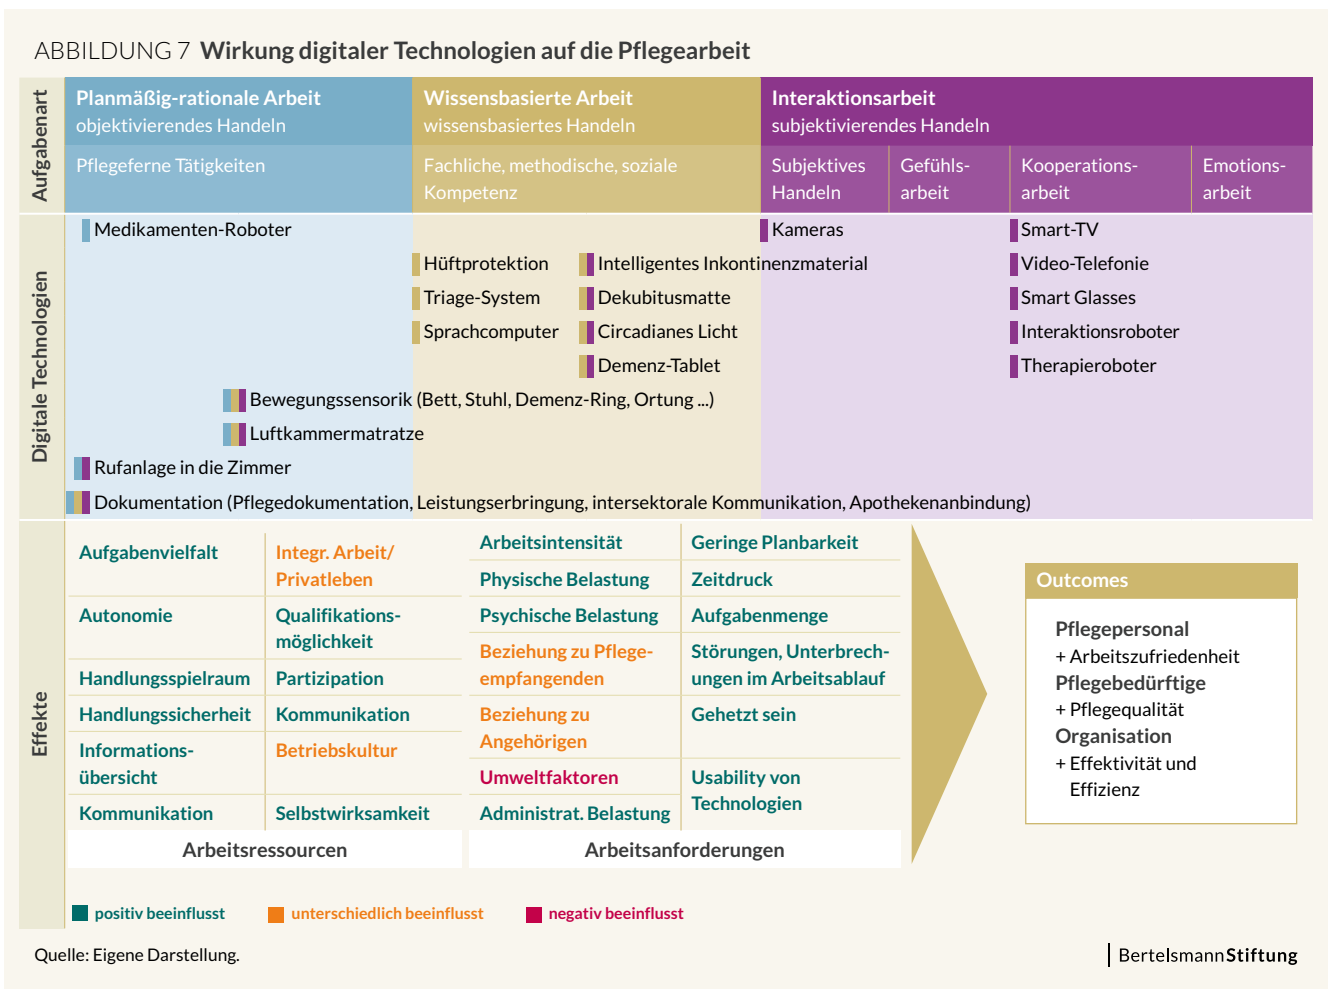 ABBILDUNG 7 Wirkung digitaler Technologien auf die Pflegearbeit
Aufgabenart
Planmäßig-rationale Arbeit
objektivierendes Handeln
Wissensbasierte Arbeit
wissensbasiertes Handeln
Interaktionsarbeit
subjektivierendes Handeln
Pflegeferne Tätigkeiten
Fachliche, methodische, soziale
Kompetenz
Subjektives
Handeln
Gefühls-
arbeit
Kooperations-
arbeit
Emotions-
arbeit
Digitale Technologien
Medikamenten-Roboter
Kameras
Smart-TV
Hüftprotektion
Intelligentes Inkontinenzmaterial
Video-Telefonie
Triage-System
Dekubitusmatte
Smart Glasses
Sprachcomputer
Circadianes Licht
Interaktionsroboter
Demenz-Tablet
Therapieroboter
Bewegungssensorik (Bett, Stuhl, Demenz-Ring, Ortung ...)
Luftkammermatratze
Rufanlage in die Zimmer
Dokumentation (Pflegedokumentation, Leistungserbringung, intersektorale Kommunikation, Apothekenanbindung)
Effekte
Aufgabenvielfalt
Integr. Arbeit/
Privatleben
Autonomie
Qualifikations-
möglichkeit
Handlungsspielraum
Partizipation
Handlungssicherheit
Kommunikation
Informations-
übersicht
Betriebskultur
Kommunikation
Selbstwirksamkeit
Arbeitsressourcen
Arbeitsintensität
Geringe Planbarkeit
Physische Belastung
Zeitdruck
Psychische Belastung
Aufgabenmenge
Beziehung zu Pflege-
empfangenden
Störungen, Unterbrech-
ungen im Arbeitsablauf
Beziehung zu
Angehörigen
Gehetzt sein
Umweltfaktoren
Usability von
Technologien
Administrat. Belastung
Arbeitsanforderungen
Outcomes
Pflegepersonal
+ Arbeitszufriedenheit
Pflegebedürftige
+ Pflegequalität
Organisation
+ Effektivität und
Effizienz
positiv beeinflusst
unterschiedlich beeinflusst
negativ beeinflusst
Quelle: Eigene Darstellung.
BertelsmannStiftung